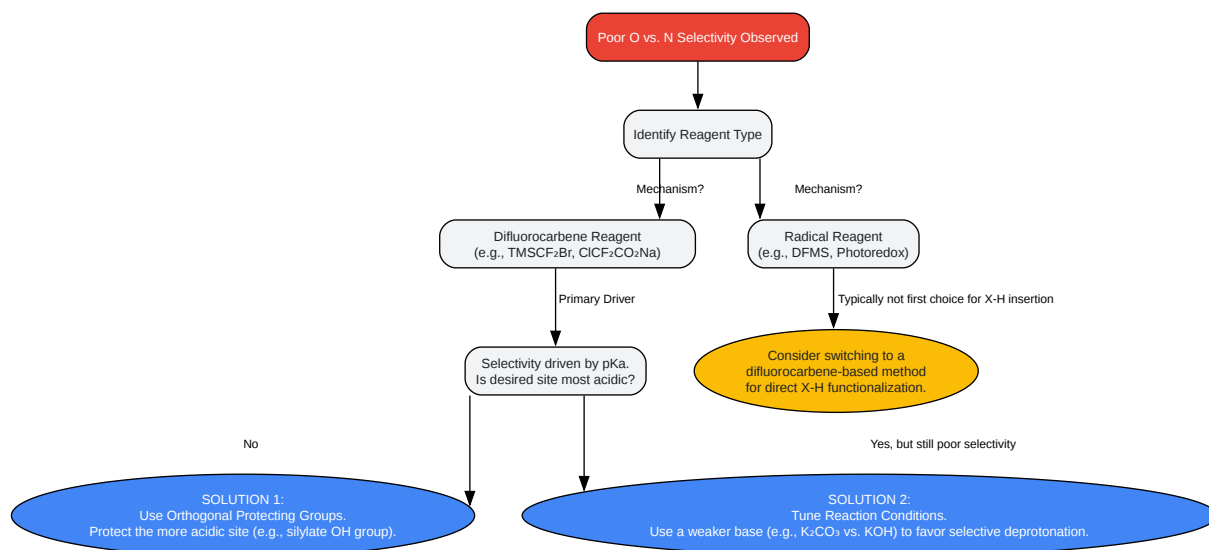 Poor O vs. N Selectivity Observed
Identify Reagent Type
Mechanism?
Mechanism?
Difluorocarbene Reagent
(e.g., TMSCF₂Br, ClCF₂CO₂Na)
Radical Reagent
(e.g., DFMS, Photoredox)
Primary Driver
Typically not first choice for X-H insertion
Selectivity driven by pKa.
Is desired site most acidic?
Consider switching to a
difluorocarbene-based method
for direct X-H functionalization.
No
Yes, but still poor selectivity
SOLUTION 1:
Use Orthogonal Protecting Groups.
Protect the more acidic site (e.g., silylate OH group).
SOLUTION 2:
Tune Reaction Conditions.
Use a weaker base (e.g., K₂CO₃ vs. KOH) to favor selective deprotonation.